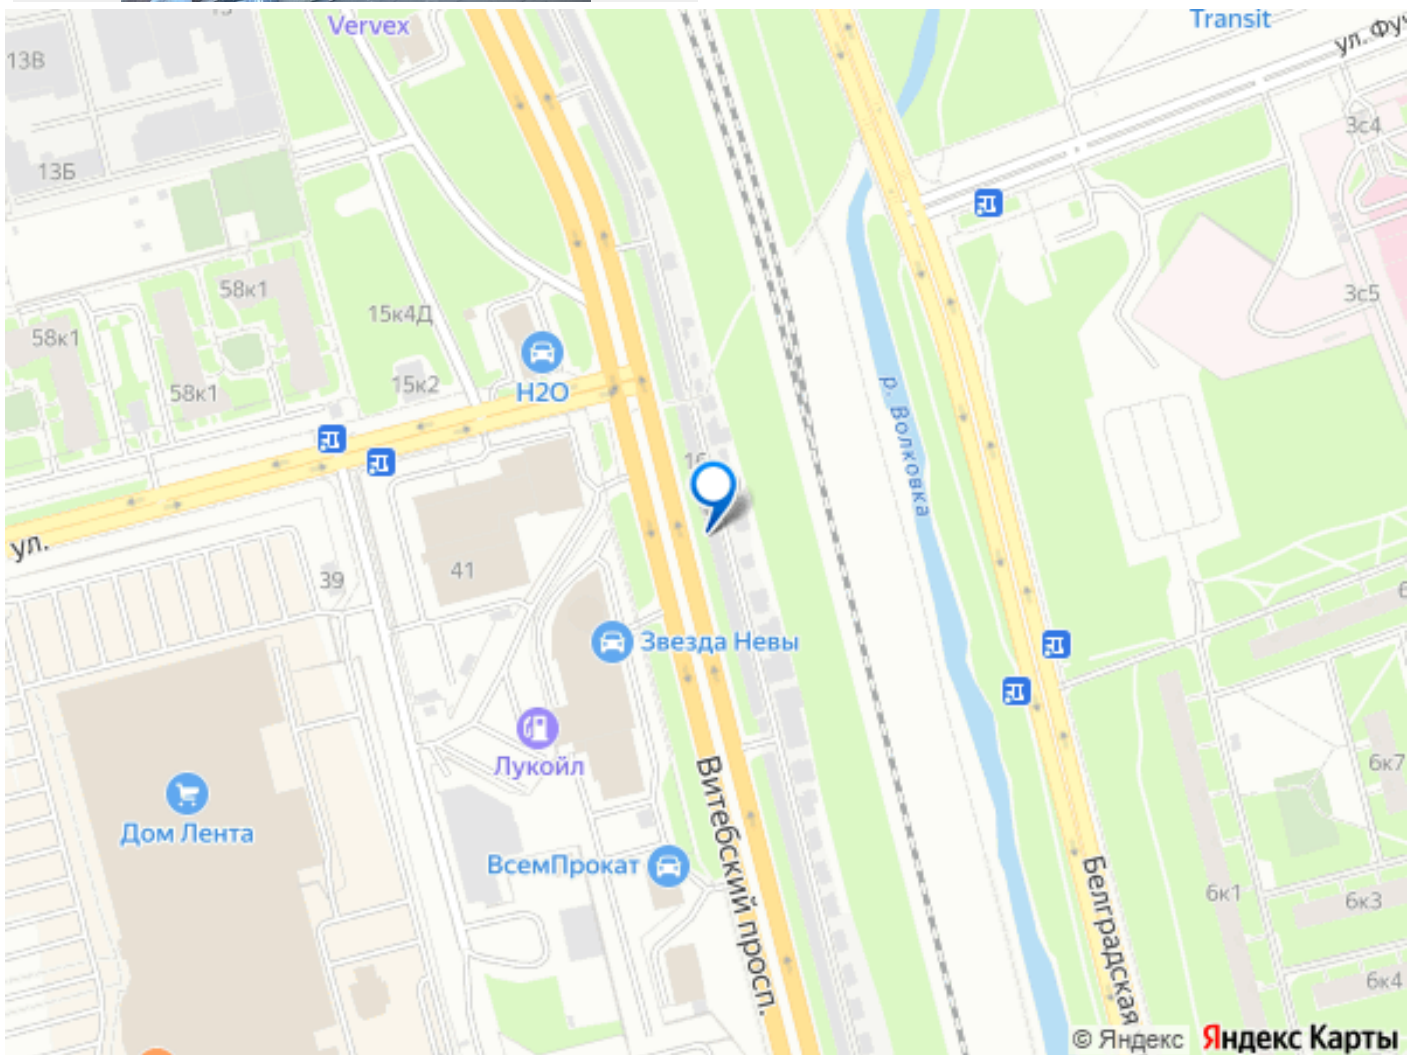 Vervex
Transit
ул. Фуч
13В
3с4
13Б
58к1
3с5
15к4Д
58к1
15к2
58к1
H2O
р. Волковка
ул.
41
39
Звезда Невы
Лукойл
Витебский просп.
6к7
Дом Лента
ВсемПрокат
Белградская
6к1
6к3
6к4
© Яндекс Яндекс Карты